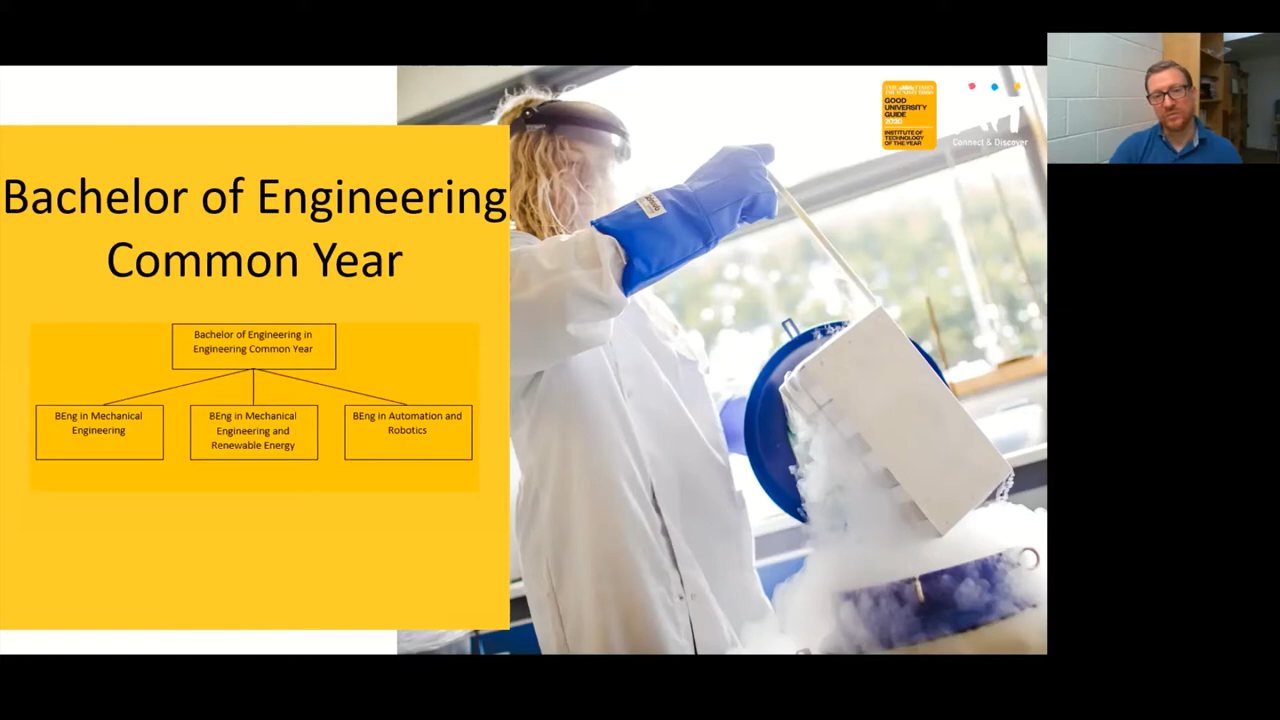 Bachelor of Engineering
Common Year
Bachelor of Engineering in
Engineering Common Year
BEng in Mechanical
Engineering
BEng in Mechanical
Engineering and
Renewable Energy
BEng in Automation and
Robotics
GOOD
UNIVERSITY
GUIDE
2020
INSTITUTE OF
TECHNOLOGY
OF THE YEAR
Connect & Discover